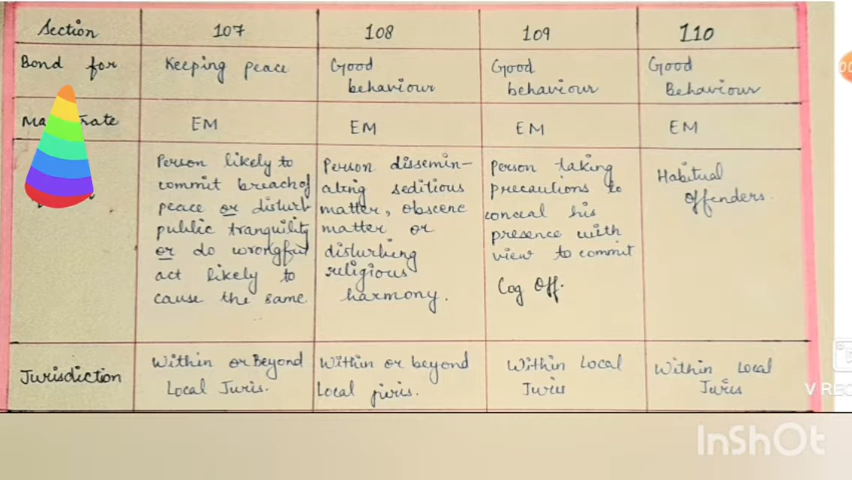 Section 107 108 109 110
Bond for Keeping peace Good behaviour Good behaviour Good Behaviour
EM EM EM EM
Person likely to
commit breach of
peace or disturb
public tranquility
or do wrongful
act likely to
cause the same
Person dissemin-
ating seditious
matter, obscene
matter or
disturbing
religious
harmony.
Person taking
precautions to
conceal his
presence with
view to commit
Cog Off.
Habitual
offenders.
Jurisdiction
Within or Beyond
Local Juris.
Within or beyond
Local juris.
Within Local
Juris
Within Local
Juris
V REC
InShOt